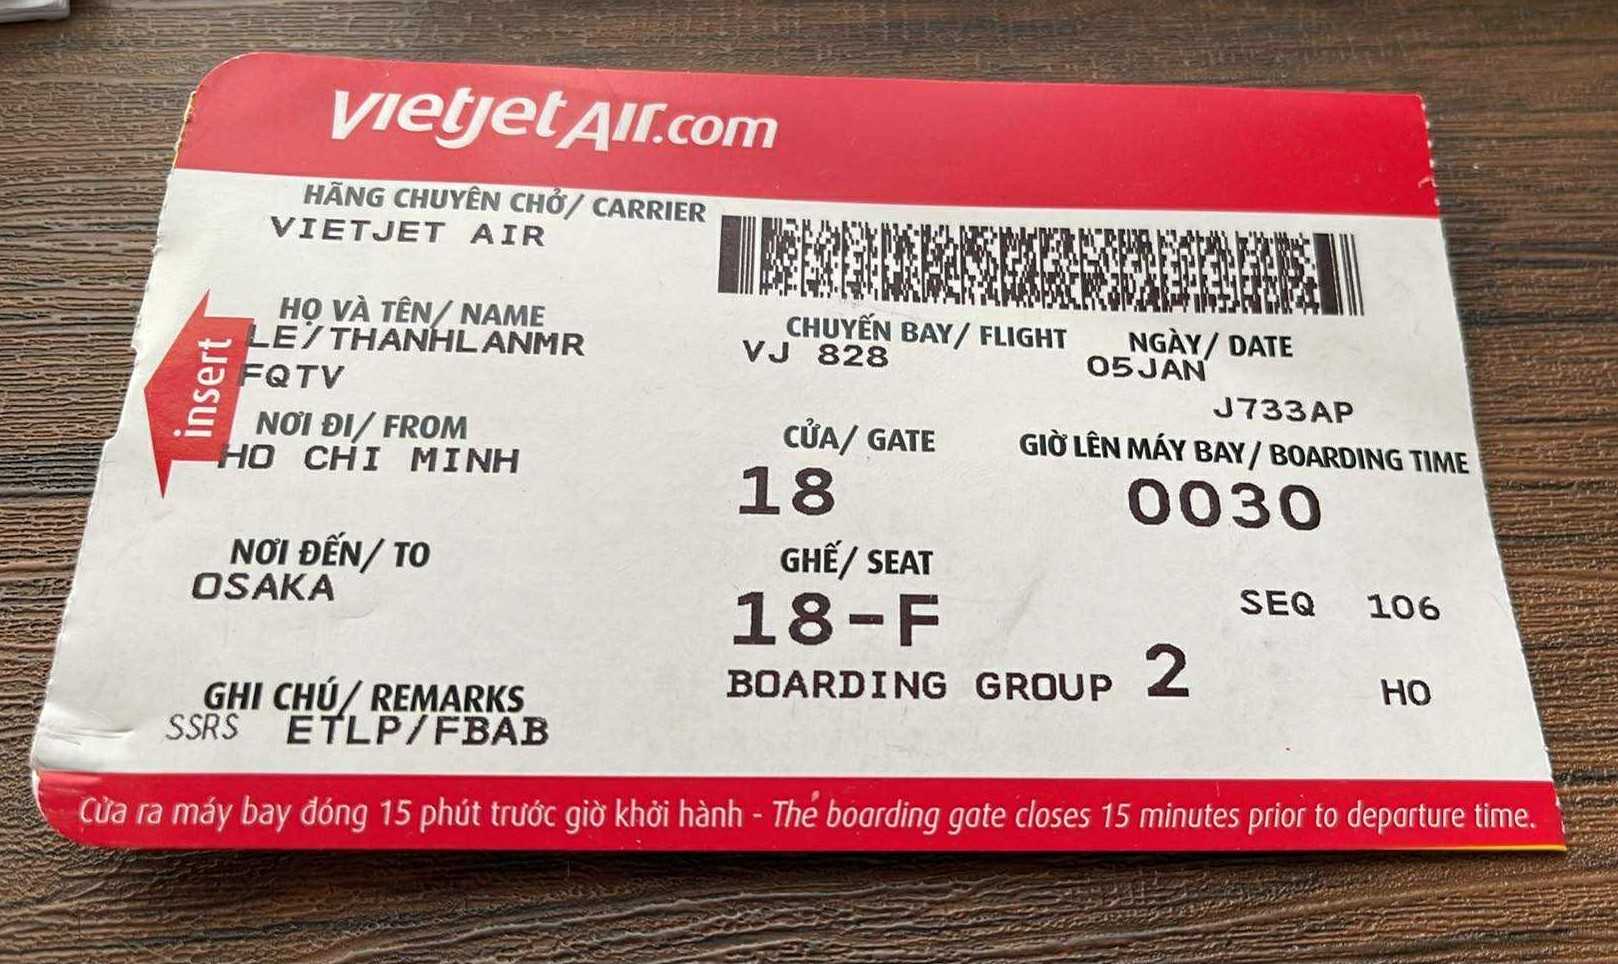 vietjetAir.com
HÃNG CHUYÊN CHỞ/ CARRIER
VIETJET AIR
HỌ VÀ TÊN/ NAME
LE/THANHLANMR
FQTV
insert
NƠI ĐI/ FROM
HO CHI MINH
NƠI ĐẾN/ TO
OSAKA
GHI CHÚ/ REMARKS
SSRS ETLP/FBAB
CHUYẾN BAY/ FLIGHT
VJ 828
NGÀY/ DATE
05JAN
J733AP
CỬA/ GATE
18
GIỜ LÊN MÁY BAY/ BOARDING TIME
0030
GHẾ/ SEAT
18-F
SEQ 106
BOARDING GROUP 2
HO
Cửa ra máy bay đóng 15 phút trước giờ khởi hành - The boarding gate closes 15 minutes prior to departure time.